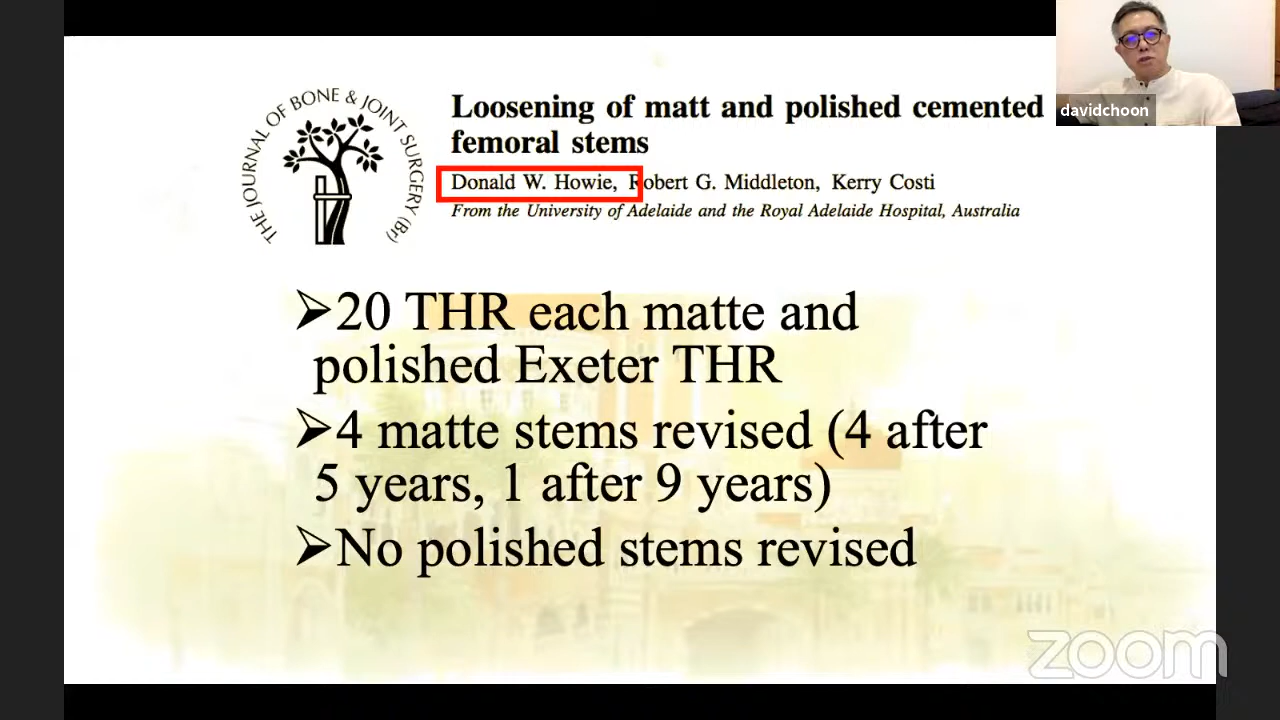 davidchoon
THE JOURNAL OF BONE & JOINT SURGERY (Br)
Loosening of matt and polished cemented
femoral stems
Donald W. Howie, Robert G. Middleton, Kerry Costi
From the University of Adelaide and the Royal Adelaide Hospital, Australia
➢20 THR each matte and
polished Exeter THR
➢4 matte stems revised (4 after
5 years, 1 after 9 years)
➢No polished stems revised
zoom